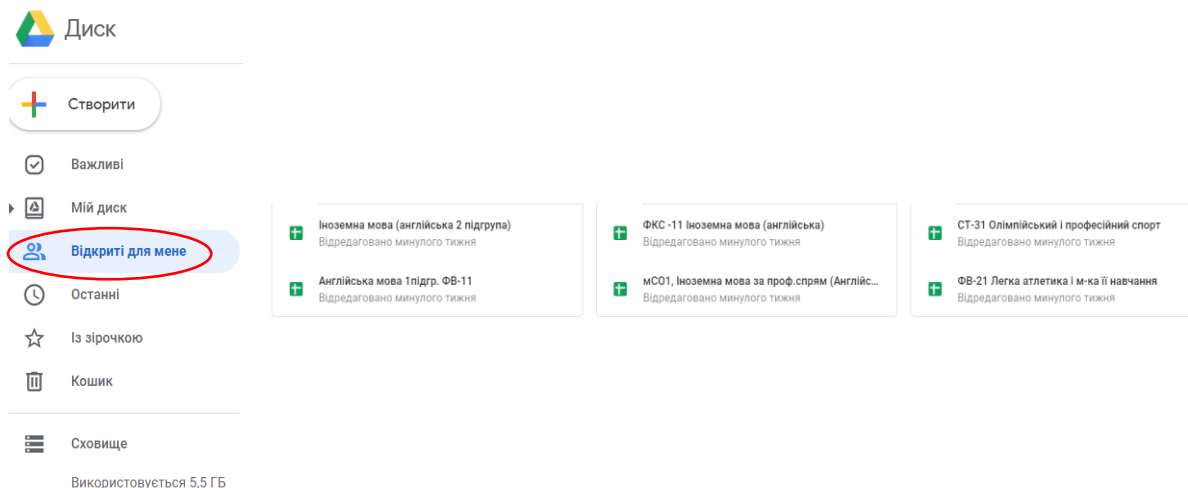 Диск
Створити
Важливі
Мій диск
Відкриті для мене
Останні
Із зірочкою
Кошик
Сховище
Використовується 5,5 ГБ
Іноземна мова (англійська 2 підгрупа)
Відредаговано минулого тижня
Англійська мова 1підгр. ФВ-11
Відредаговано минулого тижня
ФКС -11 Іноземна мова (англійська)
Відредаговано минулого тижня
мСО1, Іноземна мова за проф.спрям (Англійс...
Відредаговано минулого тижня
СТ-31 Олімпійський і професійний спорт
Відредаговано минулого тижня
ФВ-21 Легка атлетика і м-ка її навчання
Відредаговано минулого тижня